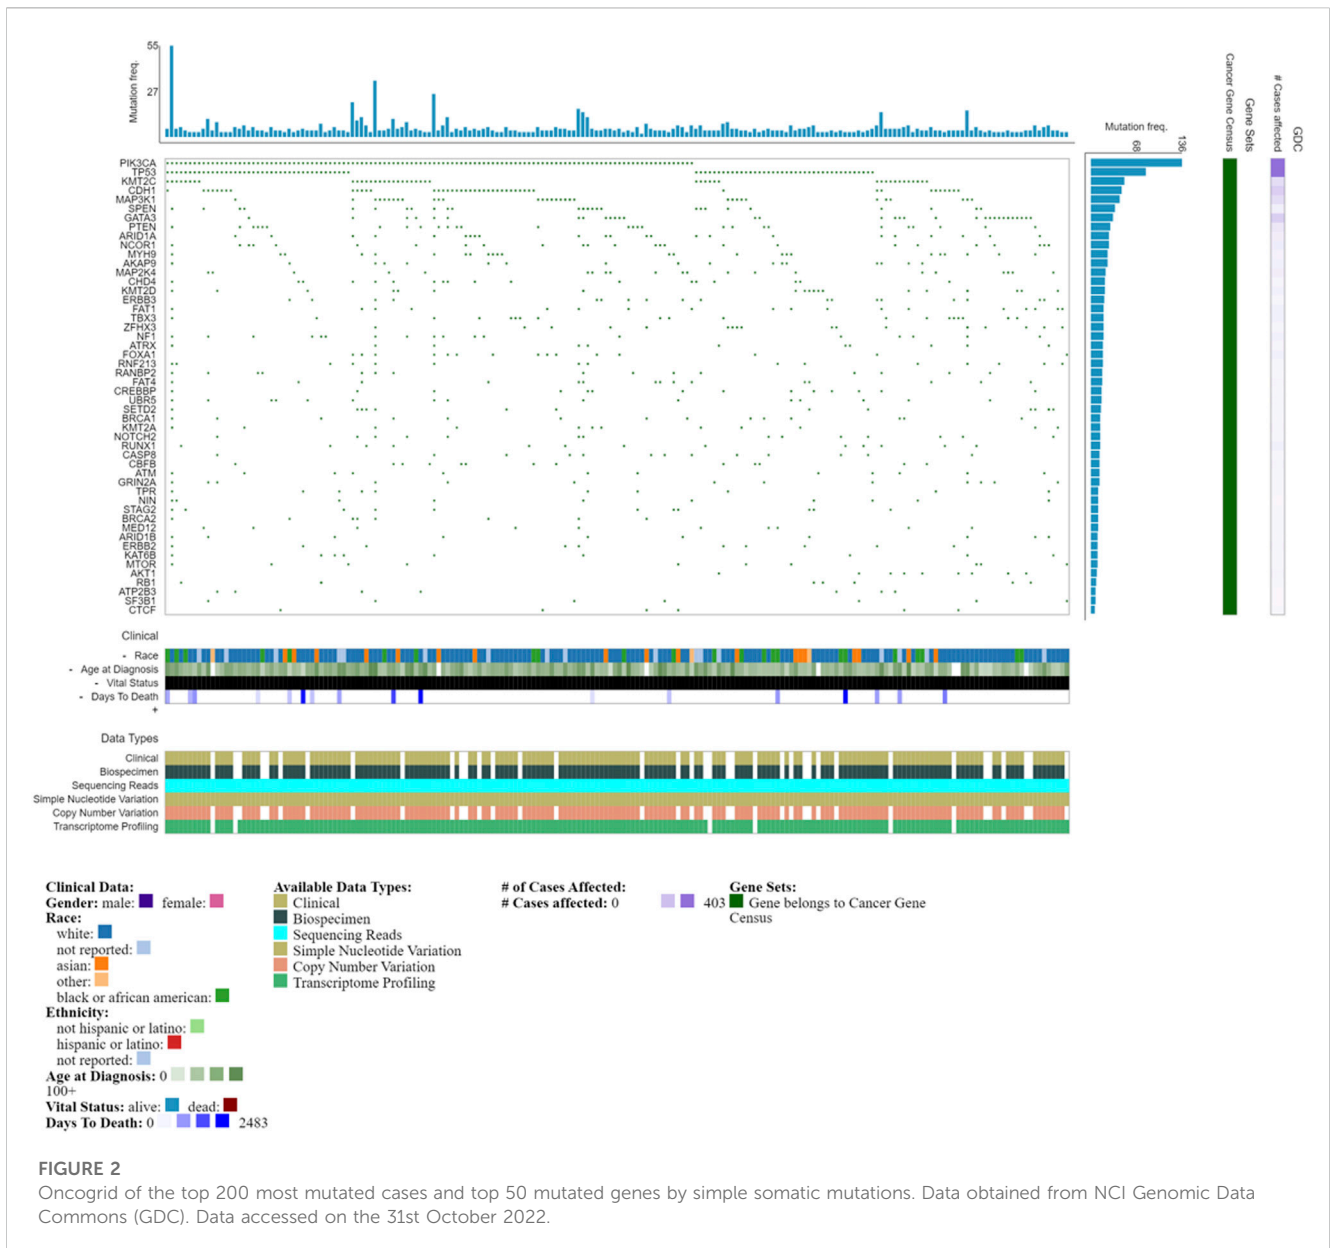 55
27
Mutation freq.
Mutation freq.
68
136
Cancer Gene Census
Gene Sets
# Cases affected
GDC
PIK3CA
TP53
KMT2C
CDH1
MAP3K1
SPEN
GATA3
PTEN
ARID1A
NCOR1
MYH9
AKAP9
MAP2K4
CHD4
KMT2D
ERBB3
FAT1
TBX3
ZFHX3
NF1
ATRX
FOXA1
RNF213
RANBP2
FAT4
CREBBP
UBR5
SETD2
BRCA1
KMT2A
NOTCH2
RUNX1
CASP8
CBFB
ATM
GRIN2A
TPR
NIN
STAG2
BRCA2
MED12
ARID1B
ERBB2
KAT6B
MTOR
AKT1
RB1
ATP2B3
SF3B1
CTCF
Clinical
- Race
- Age at Diagnosis
- Vital Status
- Days To Death
+
Data Types
Clinical
Biospecimen
Sequencing Reads
Simple Nucleotide Variation
Copy Number Variation
Transcriptome Profiling
Clinical Data:
Gender: male: female:
Race:
white:
not reported:
asian:
other:
black or african american:
Ethnicity:
not hispanic or latino:
hispanic or latino:
not reported:
Age at Diagnosis: 0
100+
Vital Status: alive: dead:
Days To Death: 0 2483
Available Data Types:
Clinical
Biospecimen
Sequencing Reads
Simple Nucleotide Variation
Copy Number Variation
Transcriptome Profiling
# of Cases Affected:
# Cases affected: 0 403
Gene Sets:
Gene belongs to Cancer Gene
Census
FIGURE 2
Oncogrid of the top 200 most mutated cases and top 50 mutated genes by simple somatic mutations. Data obtained from NCI Genomic Data
Commons (GDC). Data accessed on the 31st October 2022.